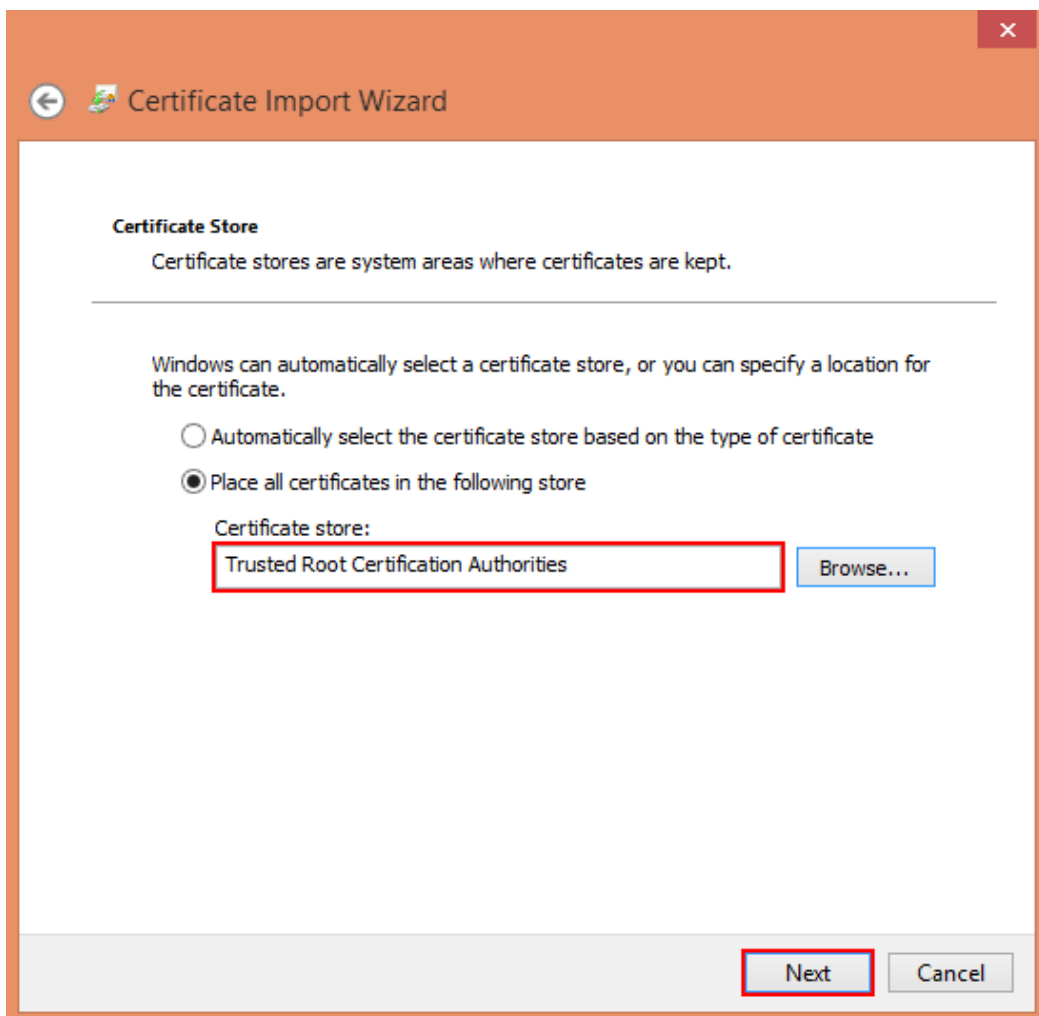 Certificate Import Wizard
Certificate Store
Certificate stores are system areas where certificates are kept.
Windows can automatically select a certificate store, or you can specify a location for
the certificate.
Automatically select the certificate store based on the type of certificate
Place all certificates in the following store
Certificate store:
Trusted Root Certification Authorities
Browse...
Next
Cancel